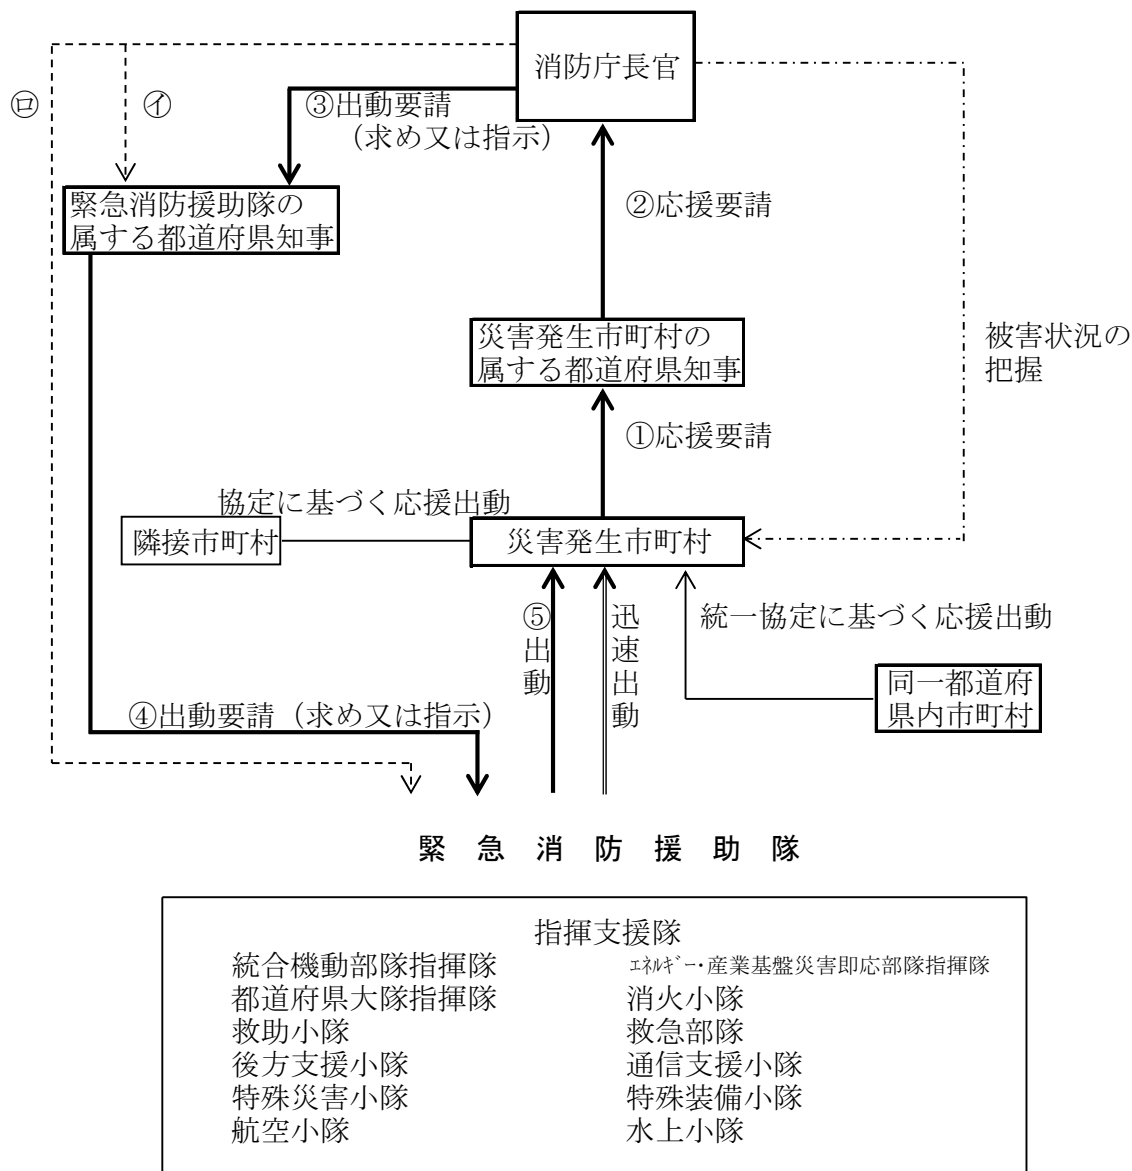 消防庁長官
㋺
㋑
③出動要請
(求め又は指示)
緊急消防援助隊の
属する都道府県知事
②応援要請
災害発生市町村の
属する都道府県知事
被害状況の
把握
①応援要請
協定に基づく応援出動
隣接市町村
災害発生市町村
⑤出動
迅速出動
統一協定に基づく応援出動
同一都道府
県内市町村
④出動要請(求め又は指示)
緊急消防援助隊
指揮支援隊
統合機動部隊指揮隊
ｴﾈﾙｷﾞｰ・産業基盤災害即応部隊指揮隊
都道府県大隊指揮隊
消火小隊
救助小隊
救急部隊
後方支援小隊
通信支援小隊
特殊災害小隊
特殊装備小隊
航空小隊
水上小隊